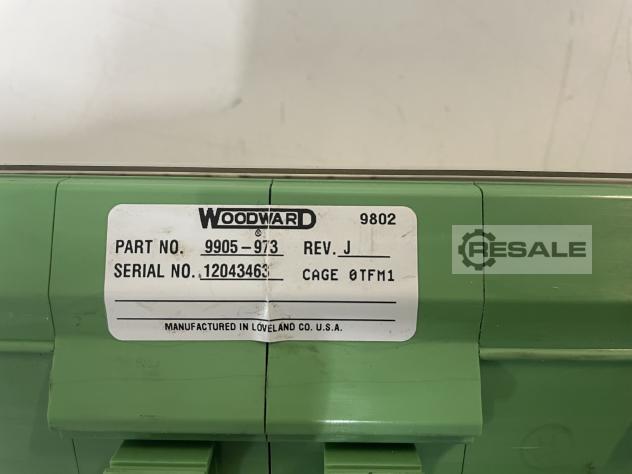 WOODWARD 9802
PART NO. 9905-973 REV. J
SERIAL NO. 12043463 CAGE 0TFM1
MANUFACTURED IN LOVELAND CO. U.S.A.
RESALE